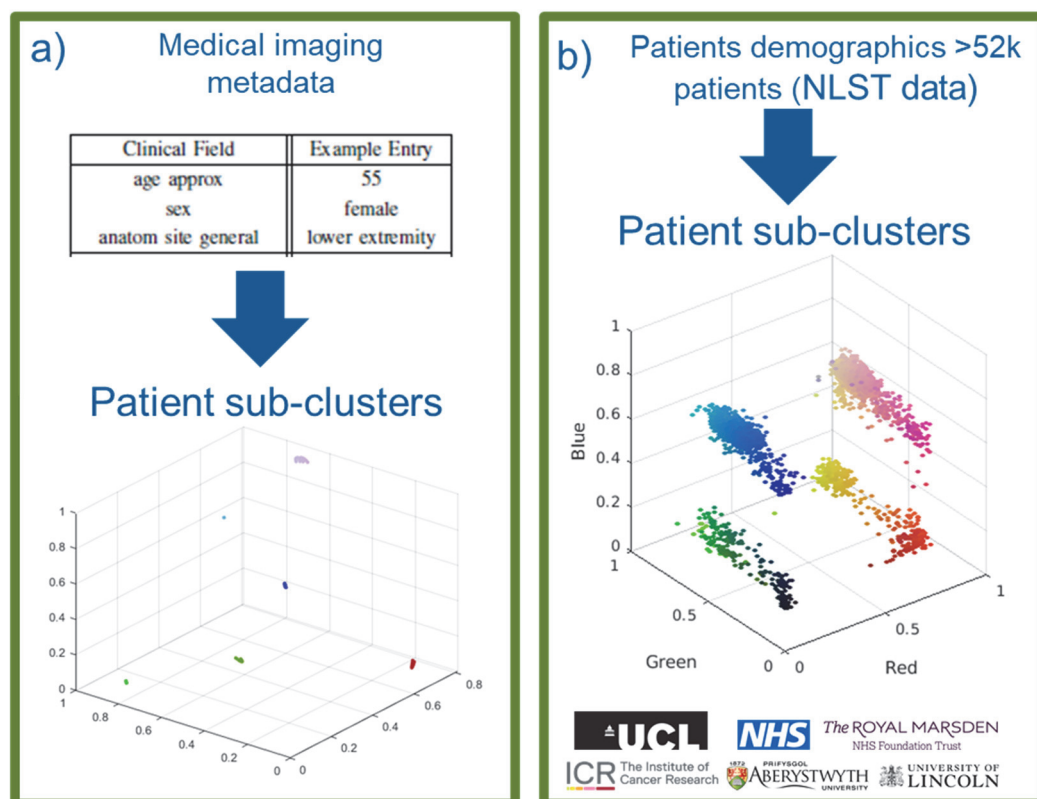 a)
Medical imaging
metadata
Clinical Field Example Entry
age approx 55
sex female
anatom site general lower extremity
Patient sub-clusters
1
0.8
0.6
0.4
0.2
0
1
0.8
0.6
0.4
0.2
0
0
0.2
0.4
0.6
0.8
b)
Patients demographics >52k
patients (NLST data)
Patient sub-clusters
1
0.8
0.6
0.4
0.2
0
Blue
1
0.5
0
Green
0
0.5
1
Red
UCL
NHS
The ROYAL MARSDEN
NHS Foundation Trust
ICR The Institute of
Cancer Research
1872
PRIFYSGOL
ABERYSTWYTH
UNIVERSITY
UNIVERSITY OF
LINCOLN